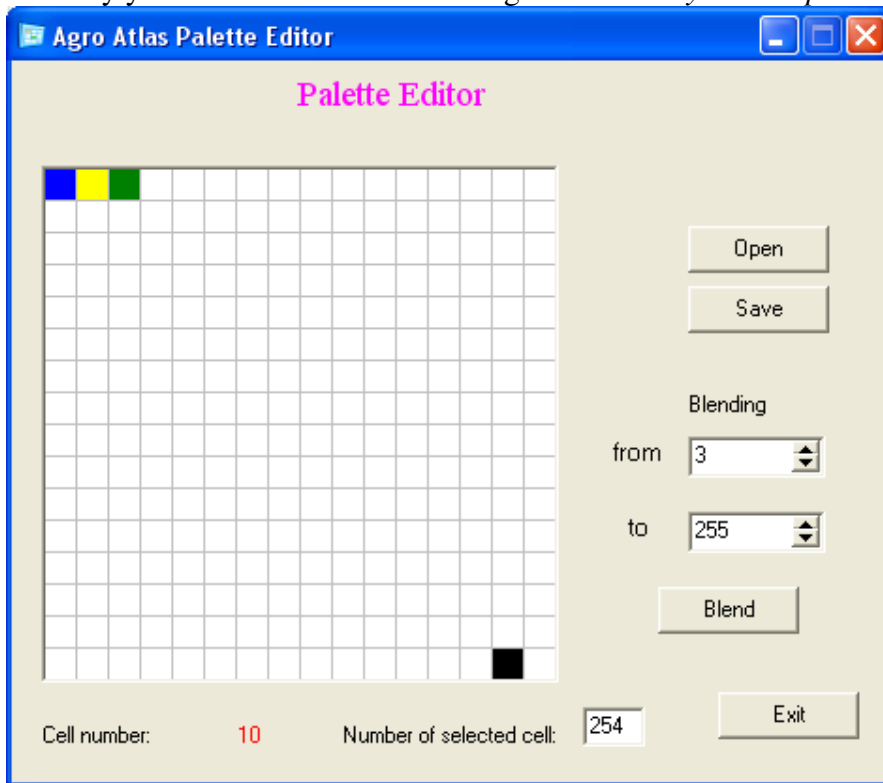 Agro Atlas Palette Editor
Palette Editor
Open
Save
Blending
from 3
to 255
Blend
Cell number: 10 Number of selected cell: 254 Exit